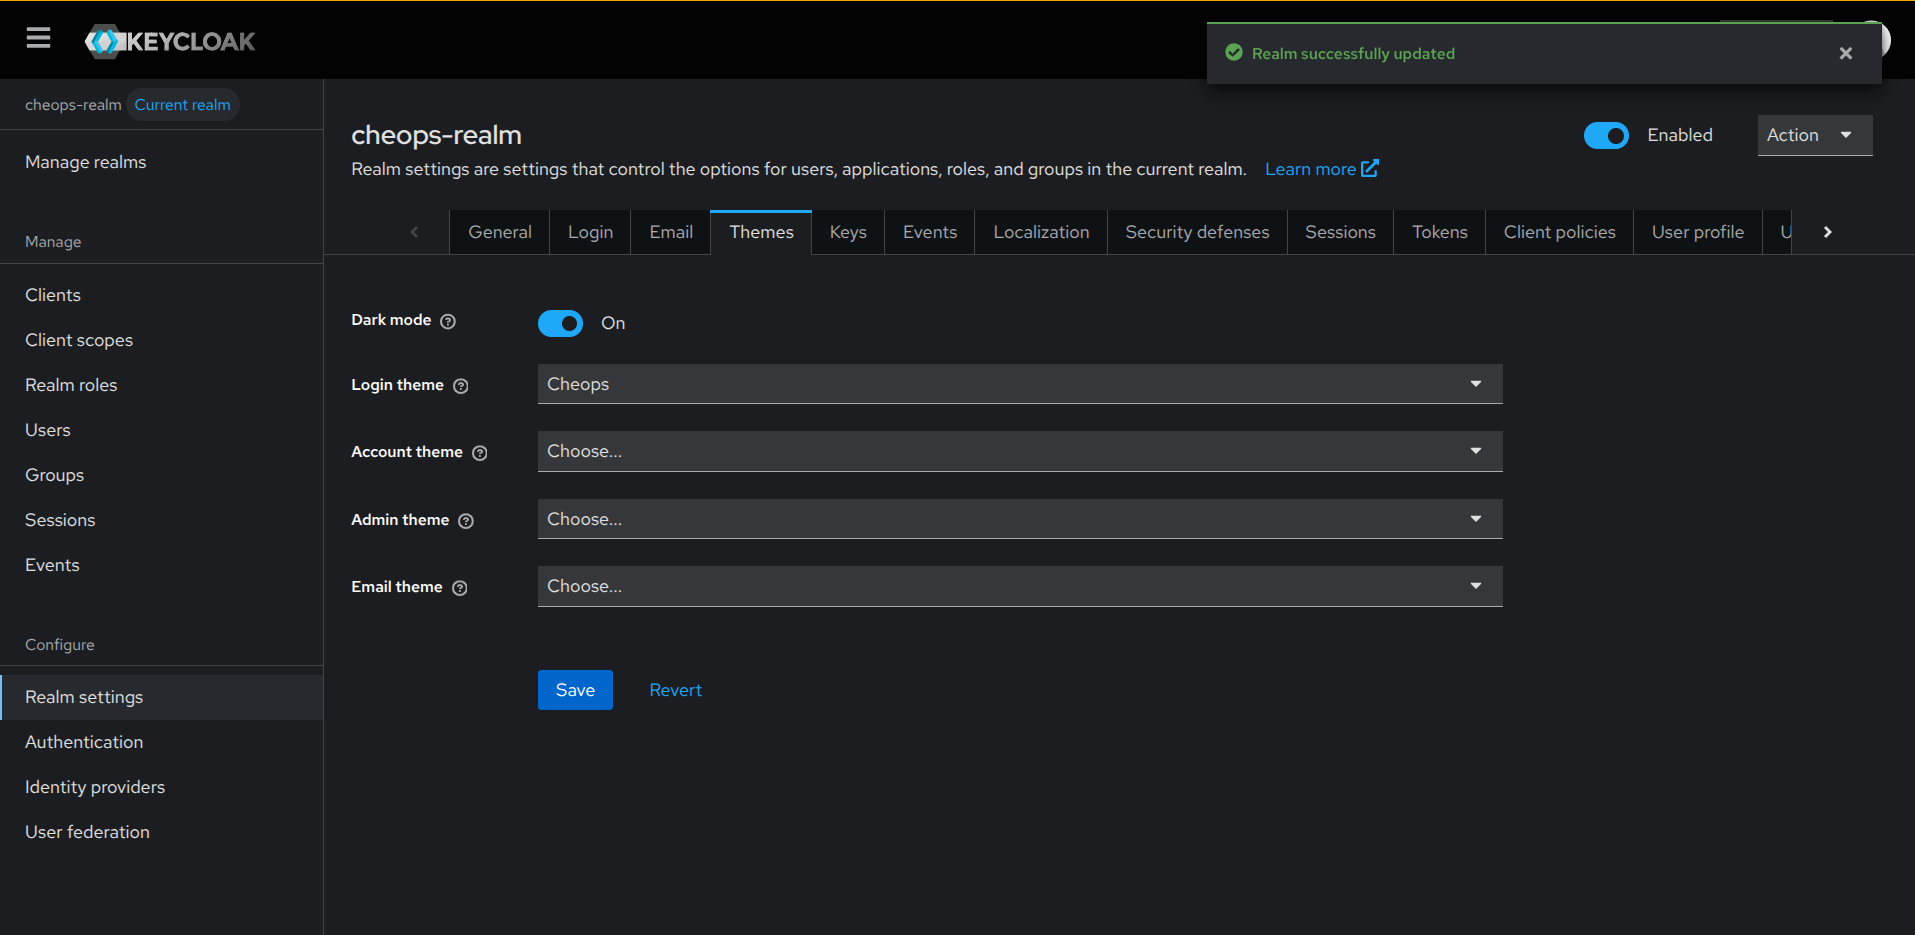 KEYCLOAK
Realm successfully updated
cheops-realm Current realm
Manage realms
Manage
Clients
Client scopes
Realm roles
Users
Groups
Sessions
Events
Configure
Realm settings
Authentication
Identity providers
User federation
cheops-realm
Enabled
Action
Realm settings are settings that control the options for users, applications, roles, and groups in the current realm. Learn more
General Login Email Themes Keys Events Localization Security defenses Sessions Tokens Client policies User profile
Dark mode On
Login theme Cheops
Account theme Choose...
Admin theme Choose...
Email theme Choose...
Save Revert